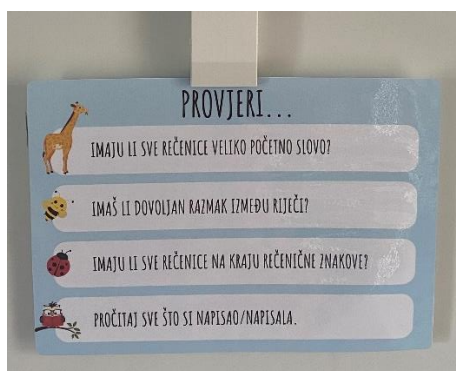 PROVJERI...
IMAJU LI SVE REČENICE VELIKO POČETNO SLOVO?
IMAŠ LI DOVOLJAN RAZMAK IZMEĐU RIJEČI?
IMAJU LI SVE REČENICE NA KRAJU REČENIČNE ZNAKOVE?
PROČITAJ SVE ŠTO SI NAPISAO/NAPISALA.